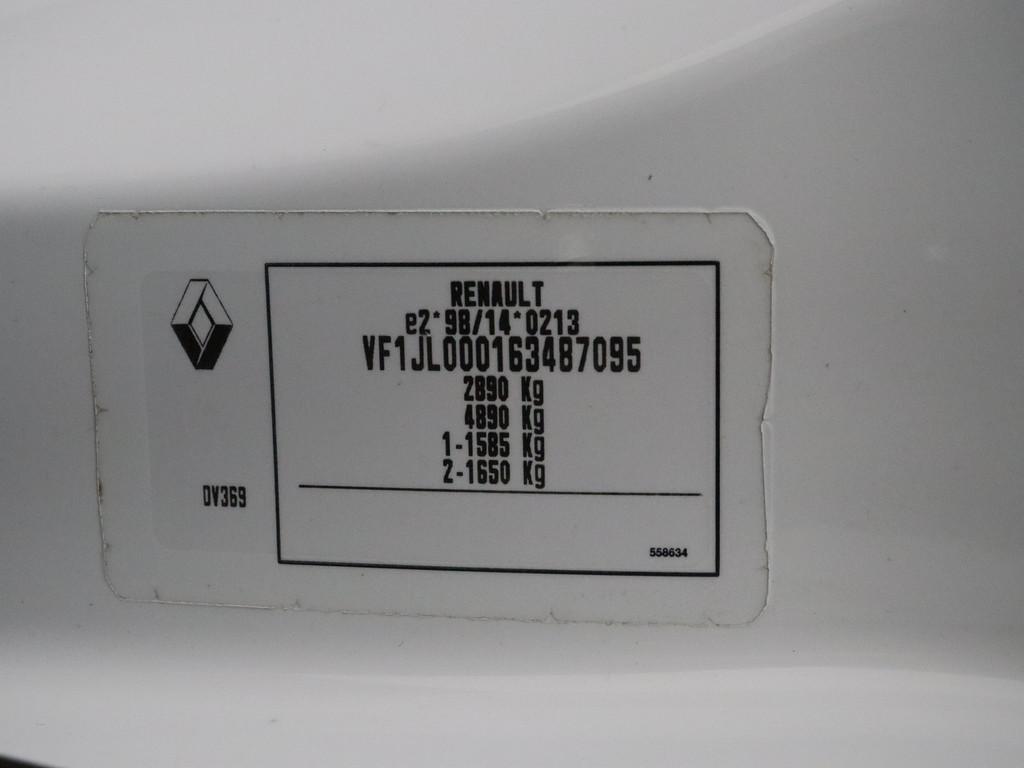 RENAULT
e2*98/14*0213
VF1JL000163487095
2890 Kg
4890 Kg
1-1585 Kg
2-1650 Kg
DV369
558634